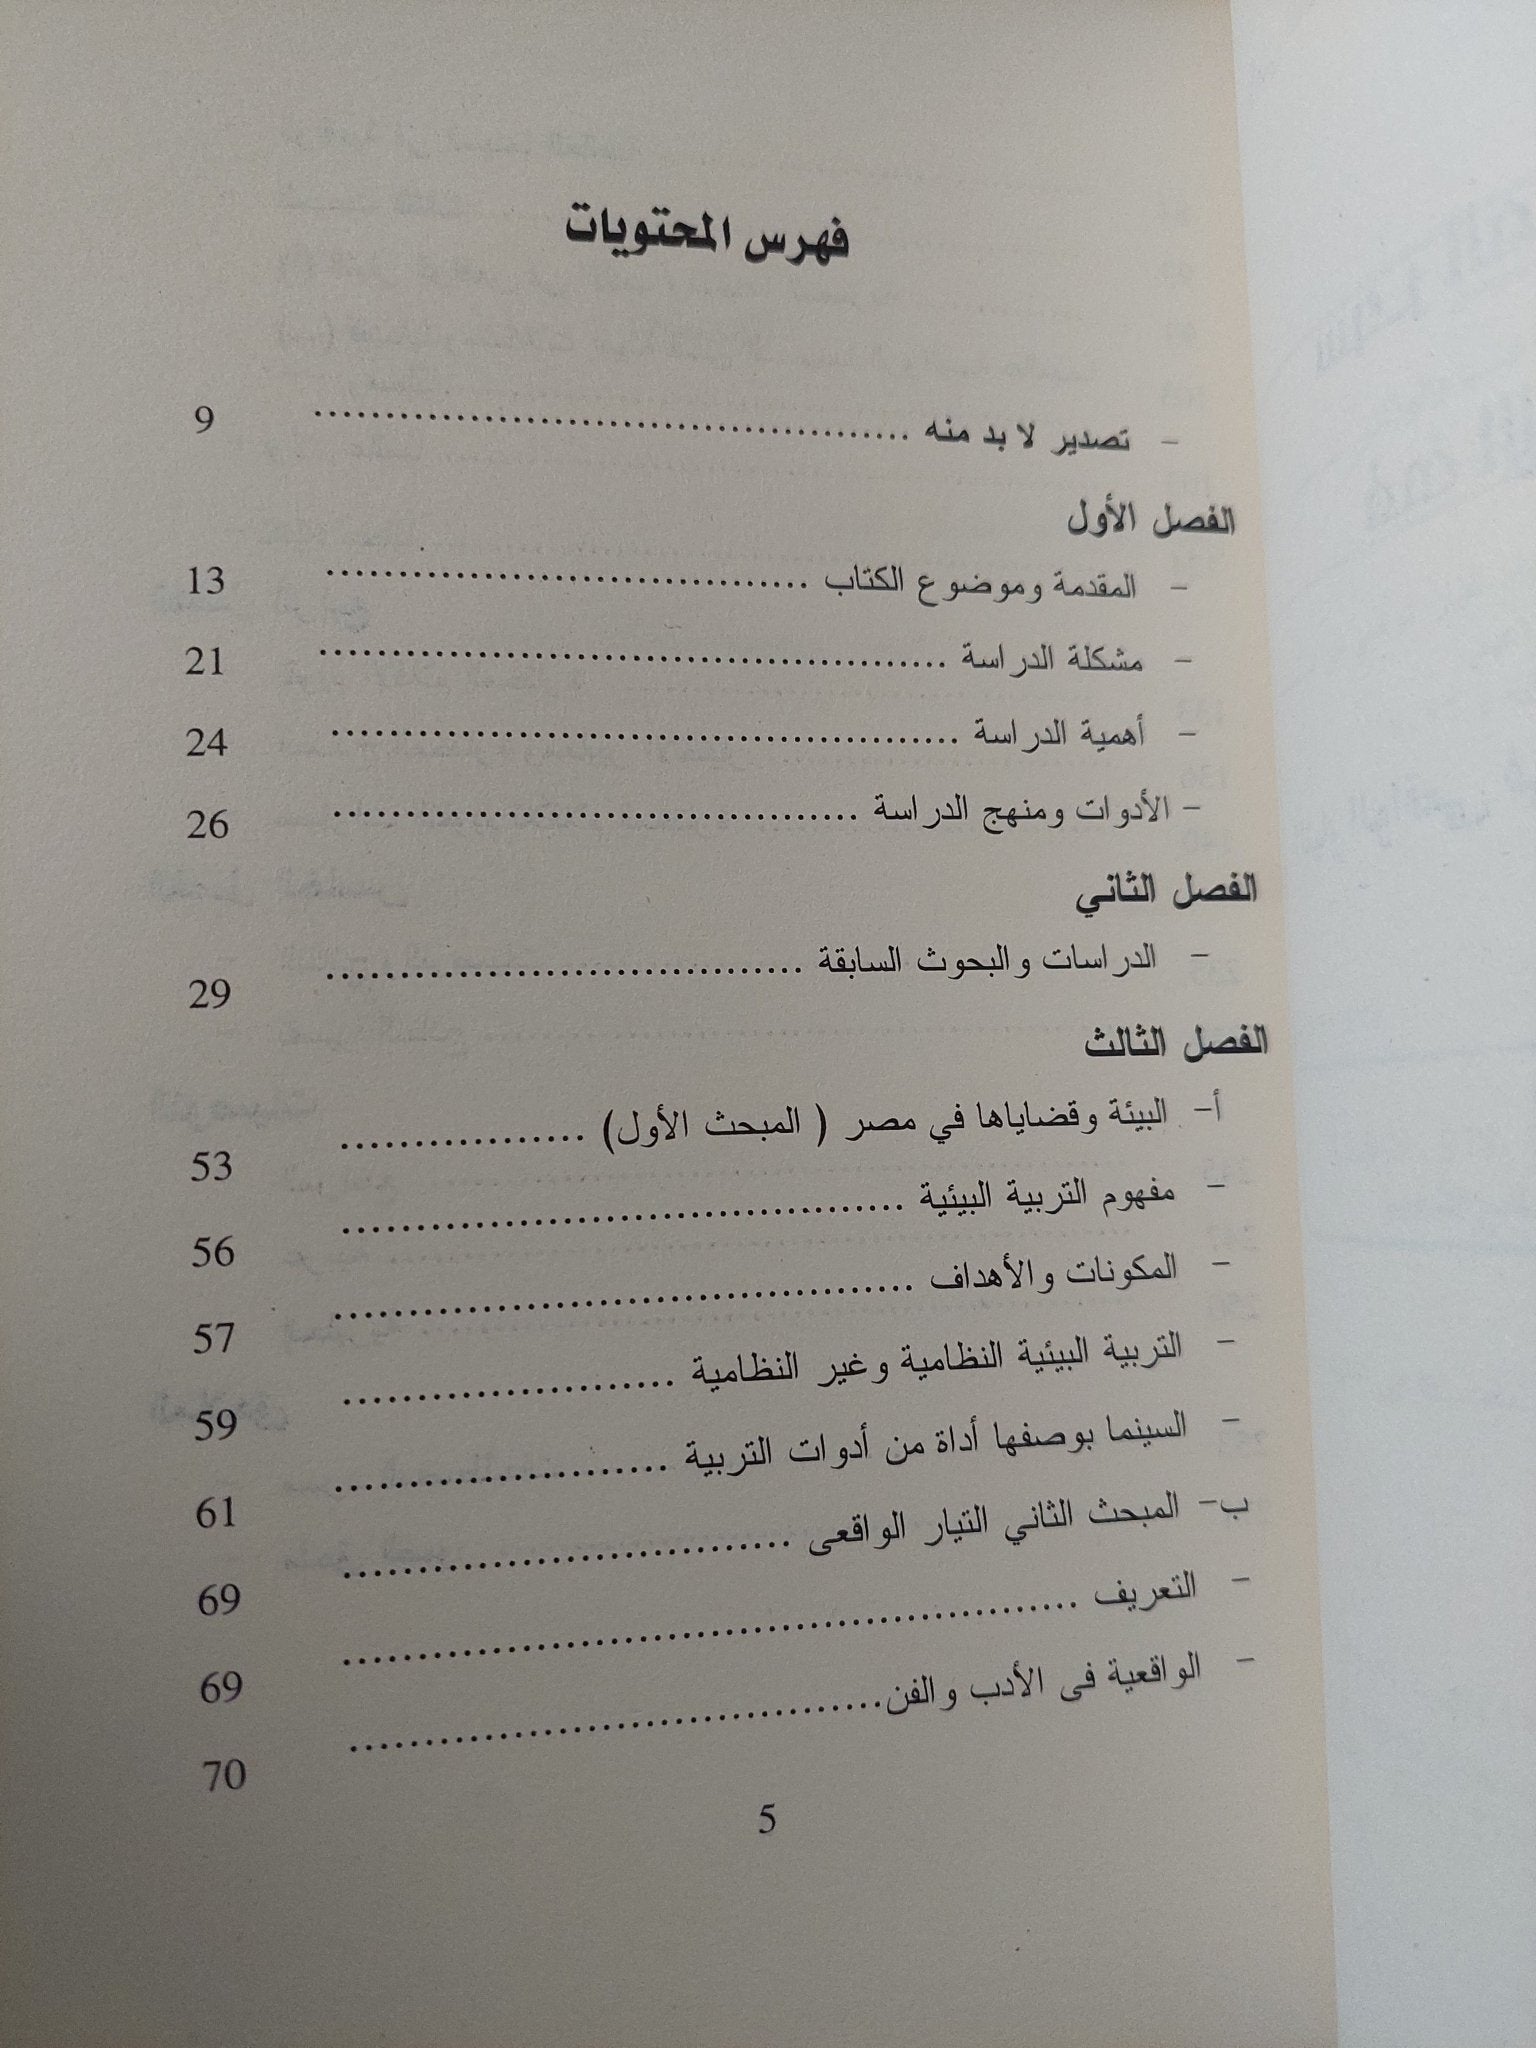 فهرس المحتويات
- تصدير لا بد منه ........................................ 9
الفصل الأول
- المقدمة وموضوع الكتاب ........................................ 13
- مشكلة الدراسة ........................................ 21
- أهمية الدراسة ........................................ 24
- الأدوات ومنهج الدراسة ........................................ 26
الفصل الثاني
- الدراسات والبحوث السابقة ........................................ 29
الفصل الثالث
أ- البيئة وقضاياها في مصر ( المبحث الأول) ................. 53
- مفهوم التربية البيئية ........................................ 56
- المكونات والأهداف ........................................ 57
- التربية البيئية النظامية وغير النظامية ....................... 59
- السينما بوصفها أداة من أدوات التربية ....................... 61
ب- المبحث الثاني التيار الواقعى ............................... 69
- التعريف ........................................ 69
- الواقعية فى الأدب والفن........................................ 70
5